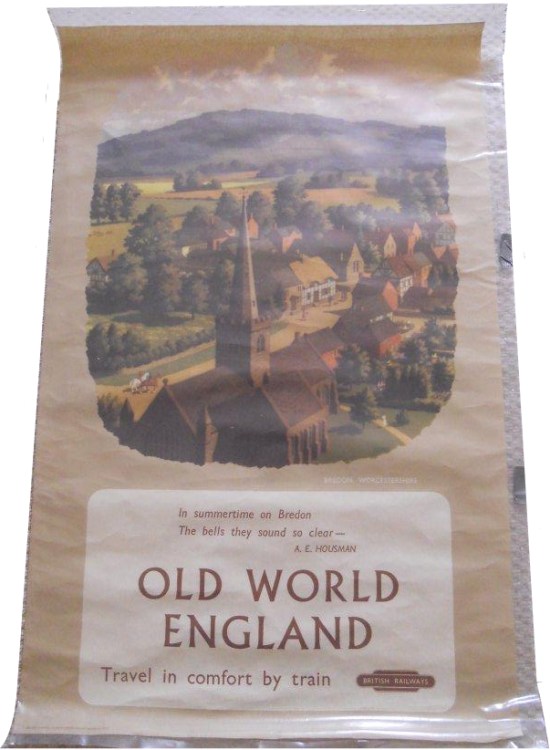 BREDON, WORCESTERSHIRE
In summertime on Bredon
The bells they sound so clear—
A. E. HOUSMAN
OLD WORLD
ENGLAND
Travel in comfort by train
BRITISH RAILWAYS